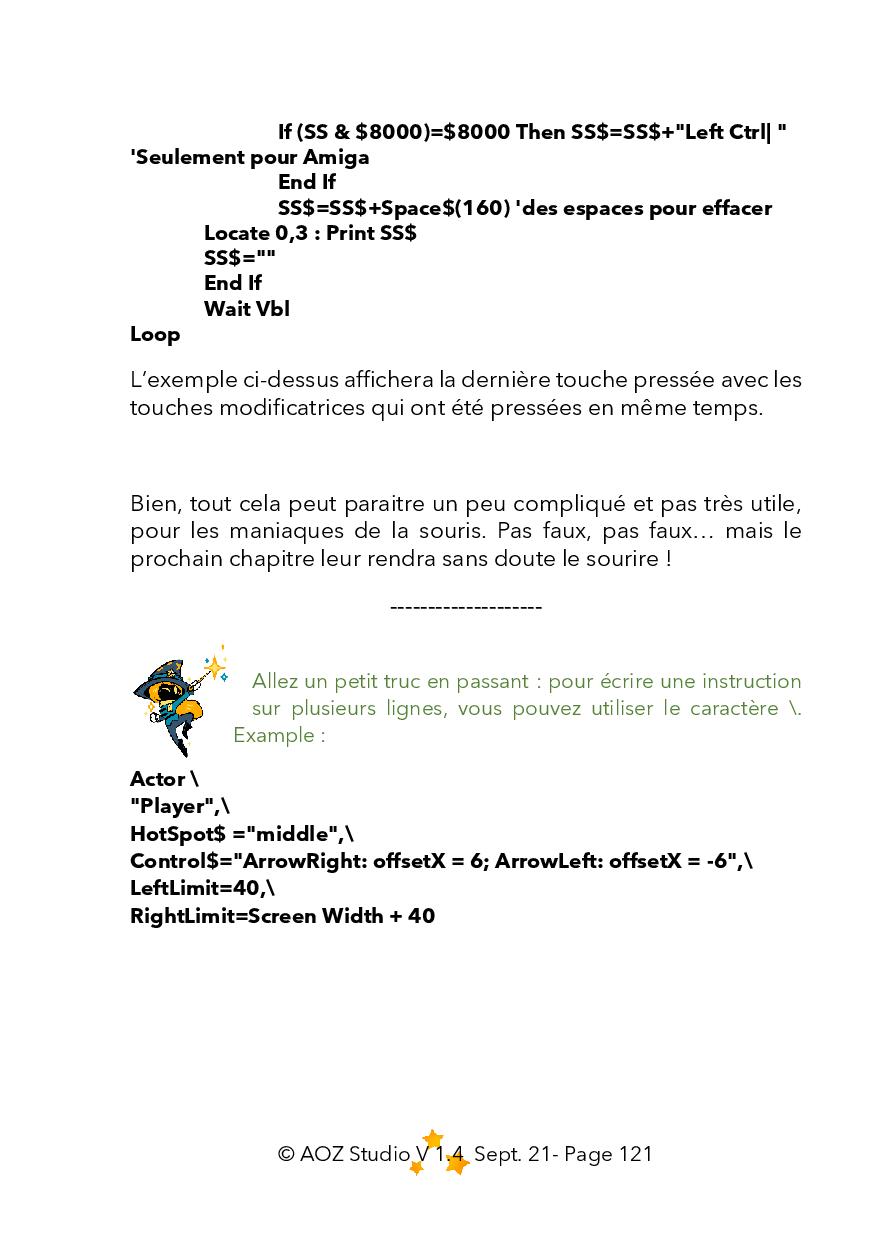 If (SS & $8000)=$8000 Then SS$=SS$+"Left Ctrl| "
'Seulement pour Amiga
End If
SS$=SS$+Space$(160) 'des espaces pour effacer
Locate 0,3 : Print SS$
SS$=""
End If
Wait Vbl
Loop
L’exemple ci-dessus affichera la dernière touche pressée avec les
touches modificatrices qui ont été pressées en même temps.
Bien, tout cela peut paraitre un peu compliqué et pas très utile,
pour les maniaques de la souris. Pas faux, pas faux… mais le
prochain chapitre leur rendra sans doute le sourire !
--------------------
Allez un petit truc en passant : pour écrire une instruction
sur plusieurs lignes, vous pouvez utiliser le caractère \.
Example :
Actor \
"Player",\
HotSpot$ ="middle",\
Control$="ArrowRight: offsetX = 6; ArrowLeft: offsetX = -6",\
LeftLimit=40,\
RightLimit=Screen Width + 40
© AOZ Studio V 1.4 Sept. 21- Page 121